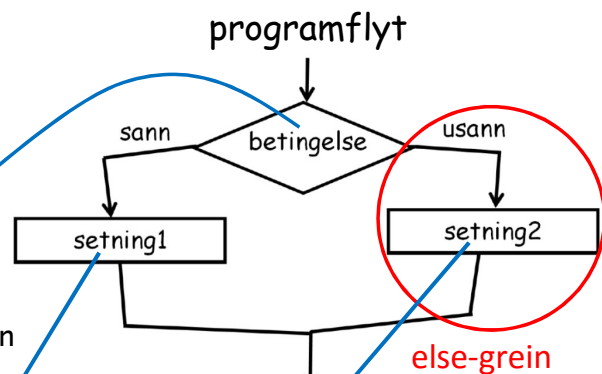 programflyt
sann
betingelse
usann
setning1
setning2
n
else-grein